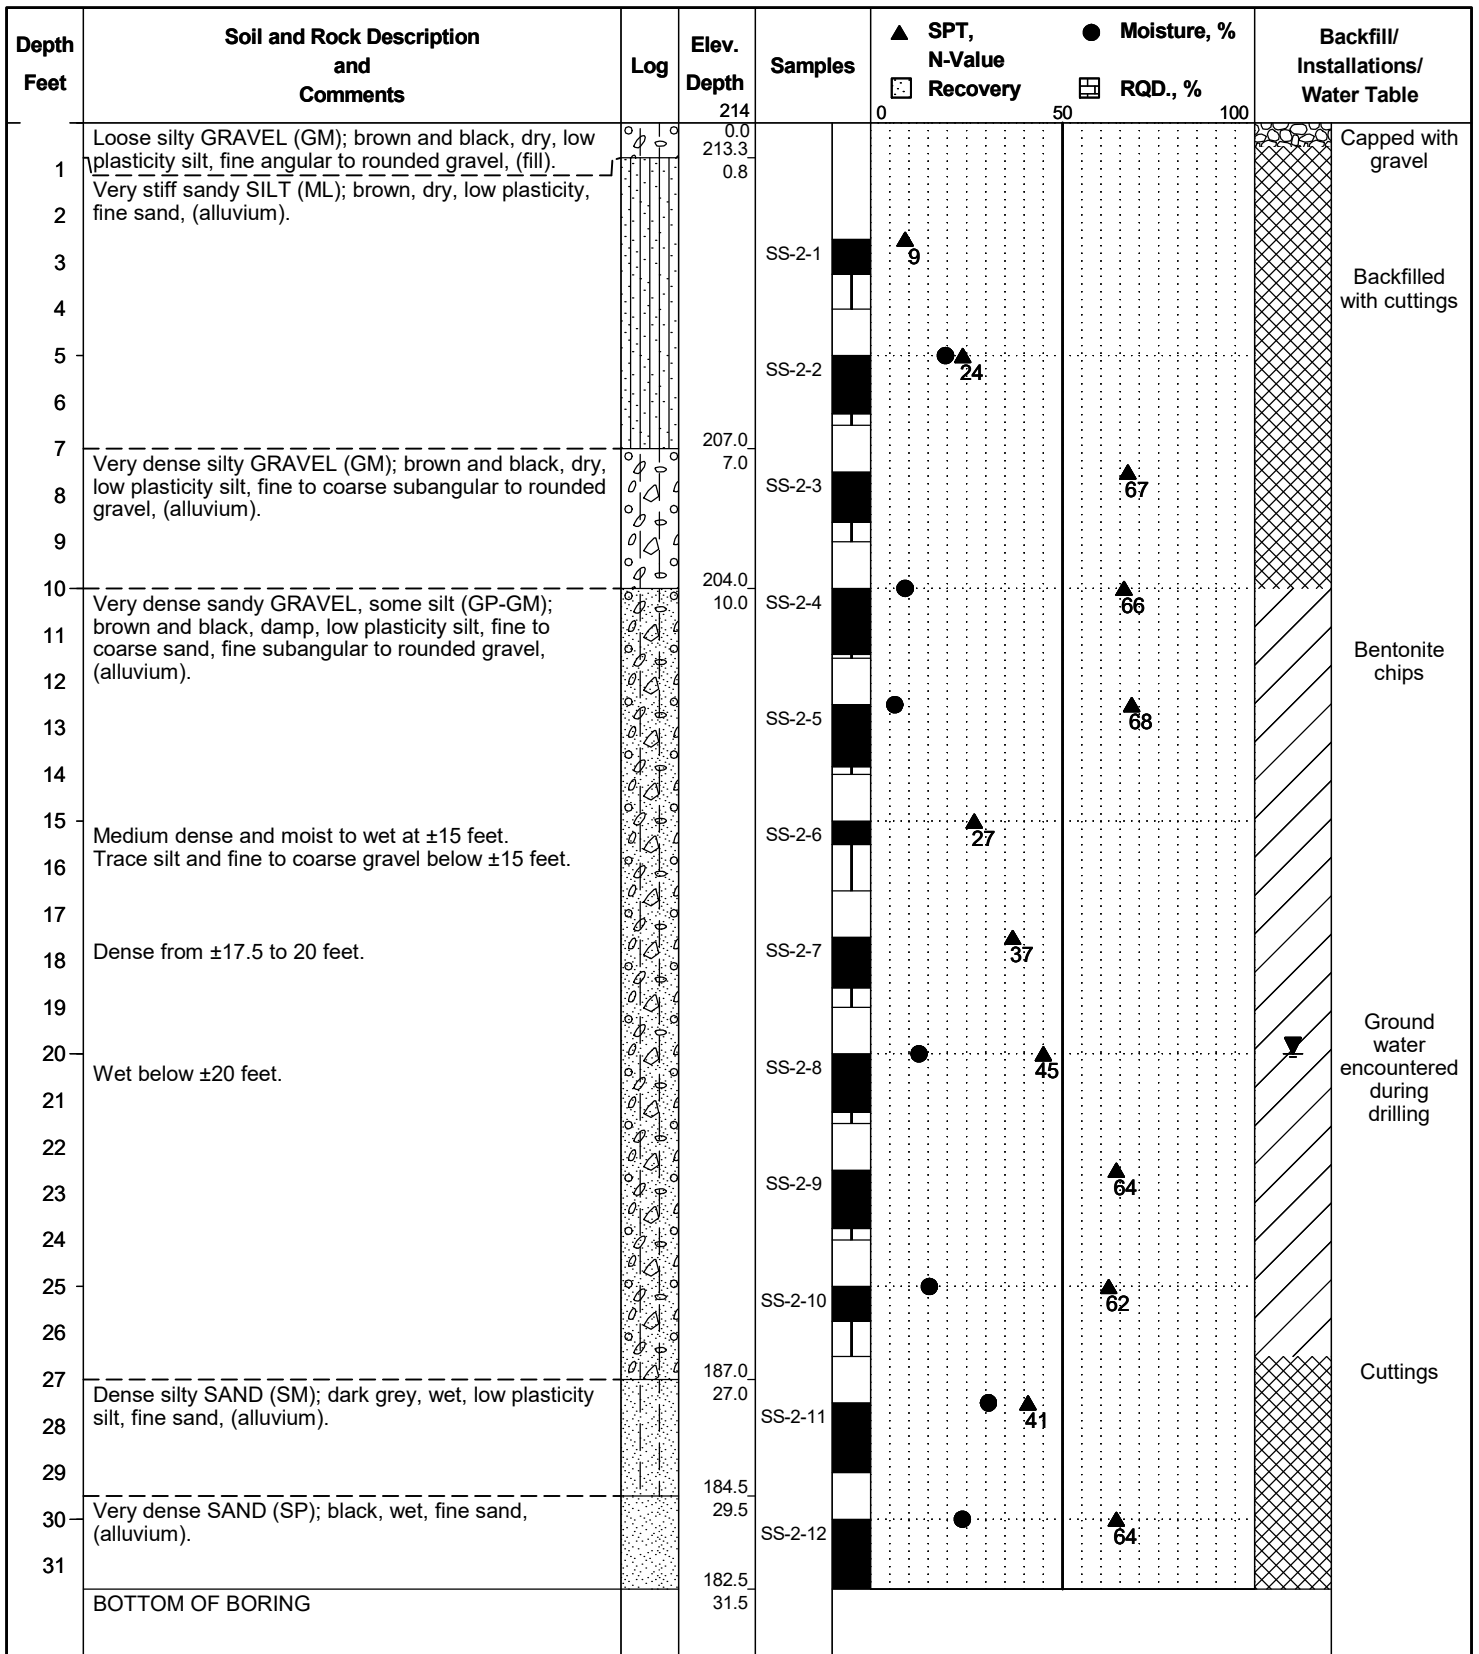 Depth
Feet
Soil and Rock Description
and
Comments
Log
Elev.
Depth
214
Samples
SPT,
N-Value
Recovery
Moisture, %
RQD., %
0
50
100
Backfill/
Installations/
Water Table
Loose silty GRAVEL (GM); brown and black, dry, low
plasticity silt, fine angular to rounded gravel, (fill).
0.0
213.3
0.8
Capped with
gravel
1
Very stiff sandy SILT (ML); brown, dry, low plasticity,
fine sand, (alluvium).
2
SS-2-1
9
3
Backfilled
with cuttings
4
5
SS-2-2
24
6
7
207.0
7.0
Very dense silty GRAVEL (GM); brown and black, dry,
low plasticity silt, fine to coarse subangular to rounded
gravel, (alluvium).
SS-2-3
67
8
9
10
204.0
10.0
Very dense sandy GRAVEL, some silt (GP-GM);
brown and black, damp, low plasticity silt, fine to
coarse sand, fine subangular to rounded gravel,
(alluvium).
SS-2-4
66
11
Bentonite
chips
12
SS-2-5
68
13
14
15
Medium dense and moist to wet at ±15 feet.
Trace silt and fine to coarse gravel below ±15 feet.
SS-2-6
27
16
17
Dense from ±17.5 to 20 feet.
SS-2-7
37
18
19
20
Wet below ±20 feet.
SS-2-8
45
Ground
water
encountered
during
drilling
21
22
SS-2-9
64
23
24
25
SS-2-10
62
26
27
187.0
27.0
Cuttings
Dense silty SAND (SM); dark grey, wet, low plasticity
silt, fine sand, (alluvium).
SS-2-11
41
28
29
184.5
29.5
Very dense SAND (SP); black, wet, fine sand,
(alluvium).
30
SS-2-12
64
31
182.5
31.5
BOTTOM OF BORING